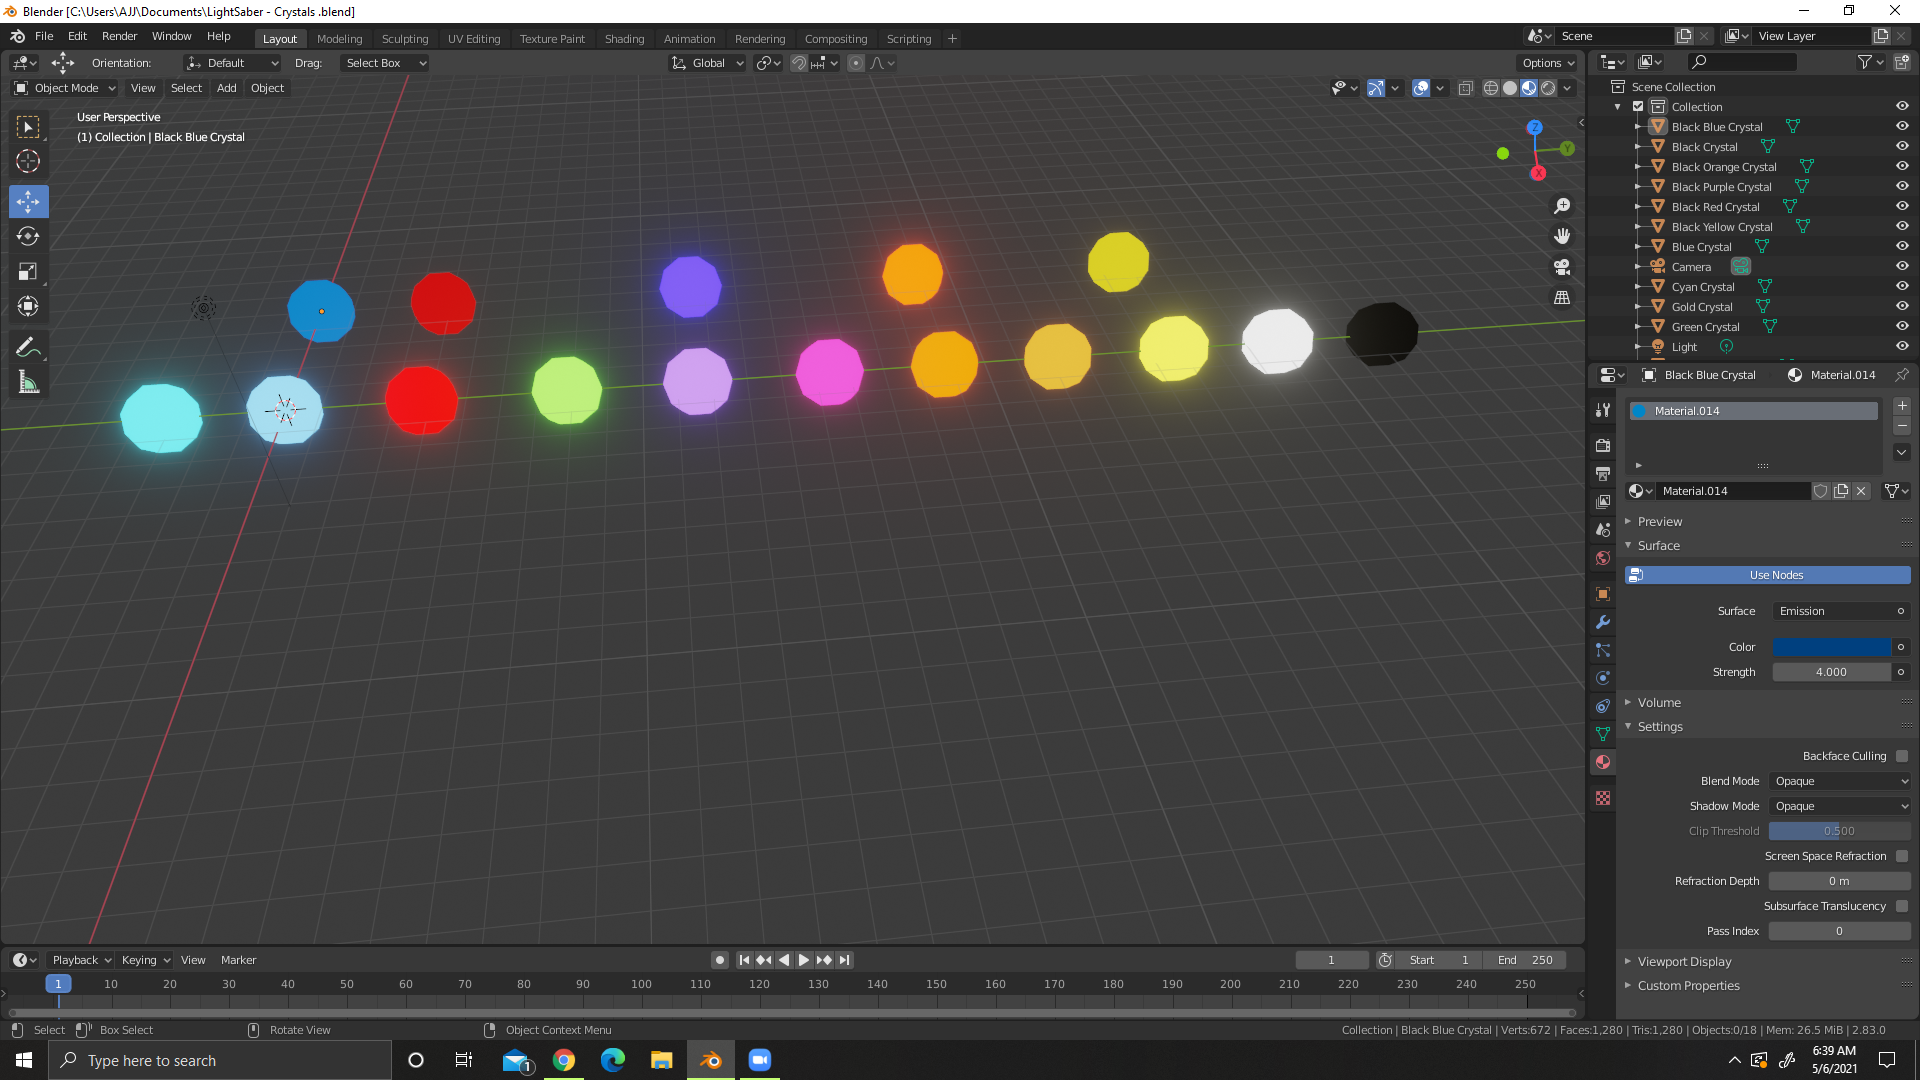 Blender [C:\Users\AJJ\Documents\LightSaber - Crystals .blend]
File Edit Render Window Help Layout Modeling Sculpting UV Editing Texture Paint Shading Animation Rendering Compositing Scripting + Scene View Layer
Orientation: Default Drag: Select Box Global Options
Object Mode View Select Add Object
User Perspective
(1) Collection | Black Blue Crystal
Z
Y
X
Scene Collection
Collection
Black Blue Crystal
Black Crystal
Black Orange Crystal
Black Purple Crystal
Black Red Crystal
Black Yellow Crystal
Blue Crystal
Camera
Cyan Crystal
Gold Crystal
Green Crystal
Light
Black Blue Crystal Material.014
Material.014
Material.014
Preview
Surface
Use Nodes
Surface Emission
Color
Strength 4.000
Volume
Settings
Backface Culling
Blend Mode Opaque
Shadow Mode Opaque
Clip Threshold 0.500
Screen Space Refraction
Refraction Depth 0 m
Subsurface Translucency
Pass Index 0
Viewport Display
Custom Properties
Playback Keying View Marker 1 Start 1 End 250
1 10 20 30 40 50 60 70 80 90 100 110 120 130 140 150 160 170 180 190 200 210 220 230 240 250
Select Box Select Rotate View Object Context Menu Collection | Black Blue Crystal | Verts:672 | Faces:1,280 | Tris:1,280 | Objects:0/18 | Mem: 26.5 MiB | 2.83.0
Type here to search 1
6:39 AM
5/6/2021